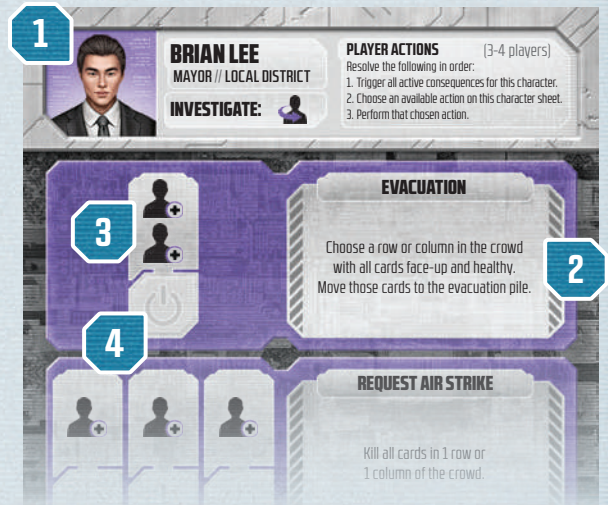 1
BRIAN LEE
MAYOR // LOCAL DISTRICT
INVESTIGATE:
PLAYER ACTIONS (3-4 players)
Resolve the following in order:
1. Trigger all active consequences for this character.
2. Choose an available action on this character sheet.
3. Perform that chosen action.
3
EVACUATION
Choose a row or column in the crowd
with all cards face-up and healthy.
Move those cards to the evacuation pile.
2
4
REQUEST AIR STRIKE
Kill all cards in 1 row or
1 column of the crowd.